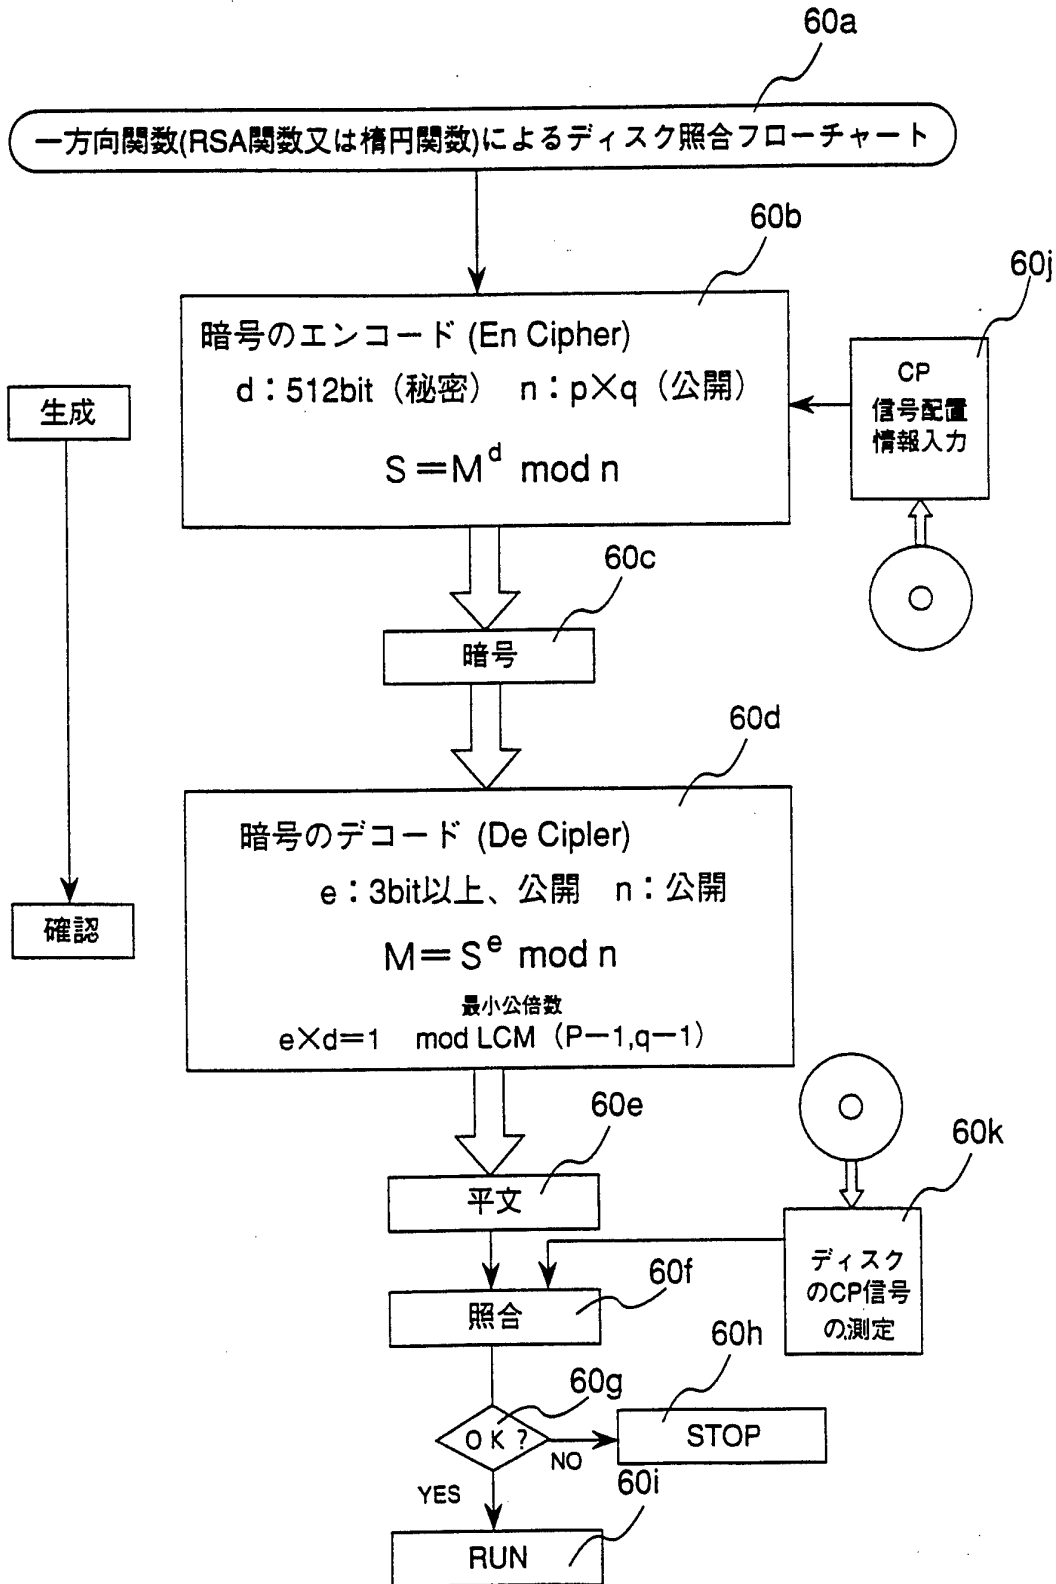 60a
一方向関数(RSA関数又は楕円関数)によるディスク照合フローチャート
60b
60j
暗号のエンコード (En Cipher)
d:512bit(秘密) n:p×q(公開)
S=M^d mod n
CP
信号配置
情報入力
生成
60c
暗号
60d
暗号のデコード (De Cipler)
e:3bit以上、公開 n:公開
M=S^e mod n
最小公倍数
e×d=1 mod LCM (P-1,q-1)
確認
60e
平文
60k
ディスク
のCP信号
の測定
60f
照合
60h
60g
OK?
NO
STOP
YES
60i
RUN